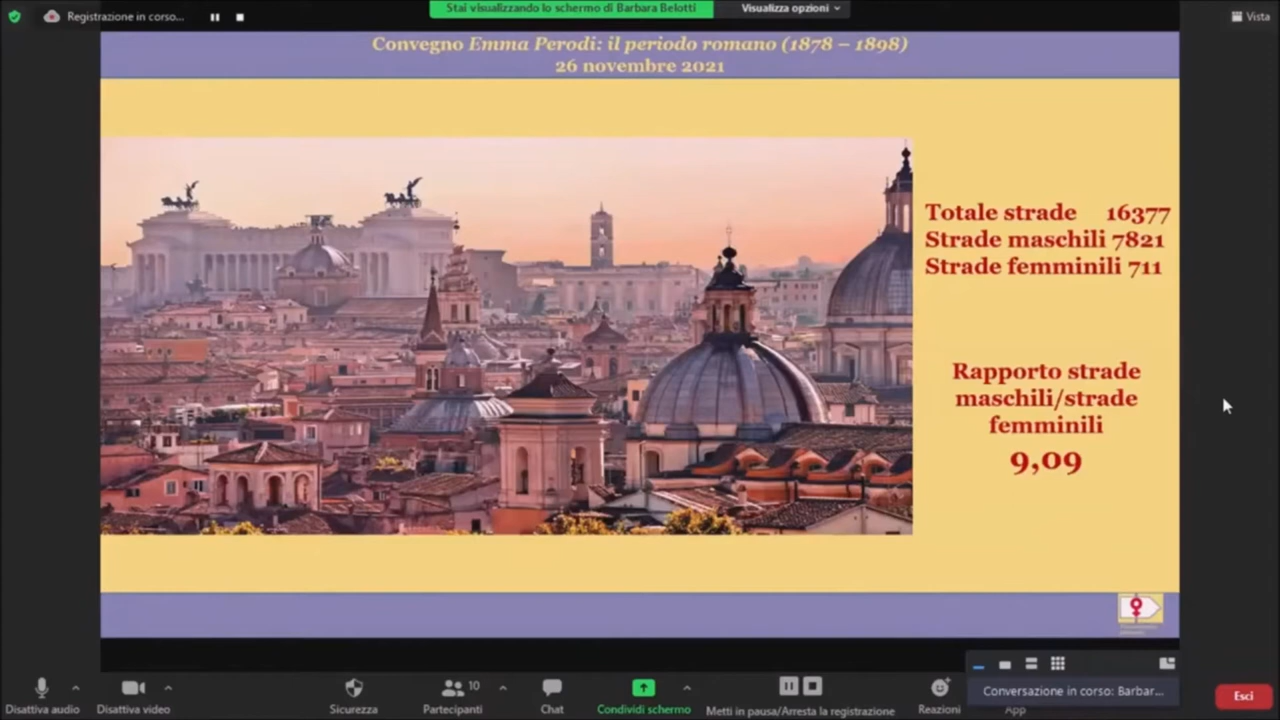 Registrazione in corso...
Stai visualizzando lo schermo di Barbara Belotti
Visualizza opzioni
Vista
Convegno Emma Perodi: il periodo romano (1878 – 1898)
26 novembre 2021
Totale strade 16377
Strade maschili 7821
Strade femminili 711
Rapporto strade
maschili/strade
femminili
9,09
Conversazione in corso: Barbar...
10
Disattiva audio
Disattiva video
Sicurezza
Partecipanti
Chat
Condividi schermo
Metti in pausa/Arresta la registrazione
Reazioni
App
Esci